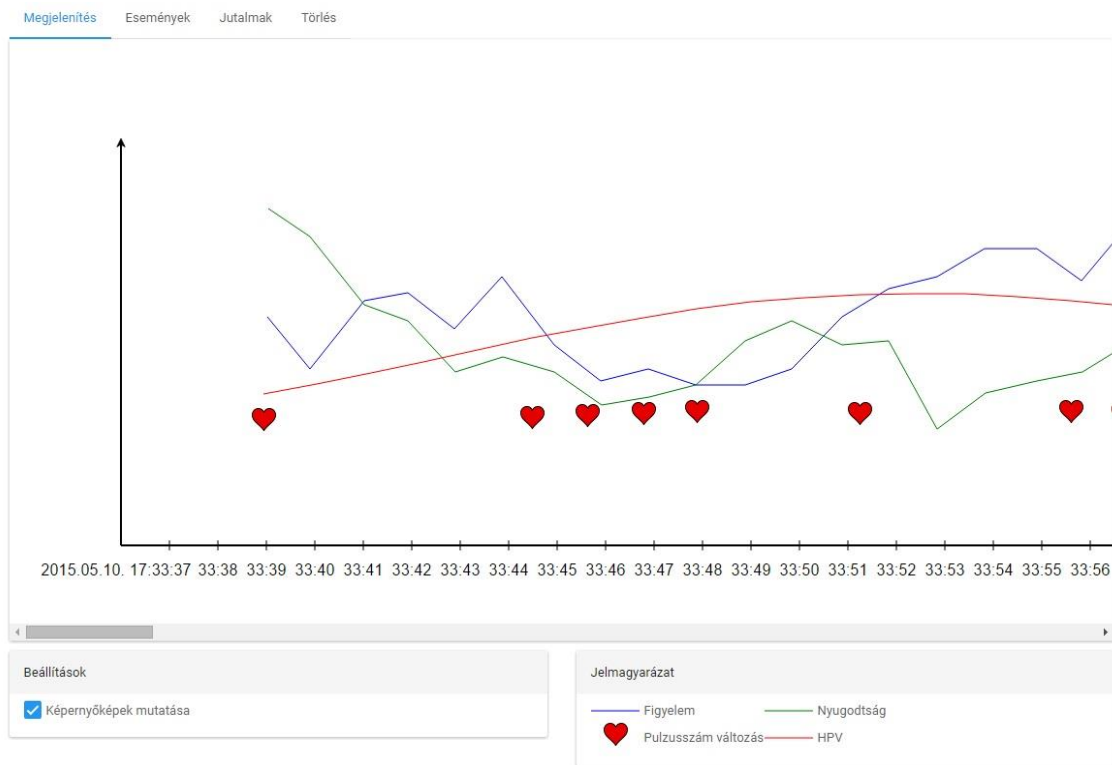 Megjelenítés Események Jutalmak Törlés
2015.05.10. 17:33:37 33:38 33:39 33:40 33:41 33:42 33:43 33:44 33:45 33:46 33:47 33:48 33:49 33:50 33:51 33:52 33:53 33:54 33:55 33:56
Beállítások
Képernyőképek mutatása
Jelmagyarázat
Figyelem Nyugodtság
Pulzusszám változás HPV